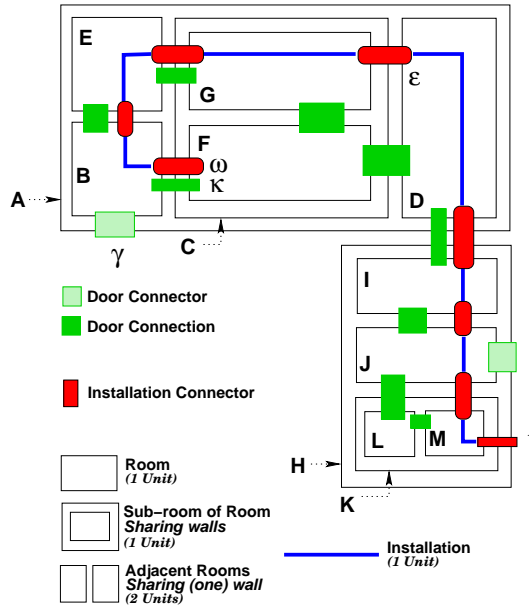 E
G
ε
B
F
ω
κ
A
D
C
γ
I
Door Connector
Door Connection
J
Installation Connector
L
M
H
K
Room
(1 Unit)
Sub-room of Room
Sharing walls
(1 Unit)
Installation
(1 Unit)
Adjacent Rooms
Sharing (one) wall
(2 Units)